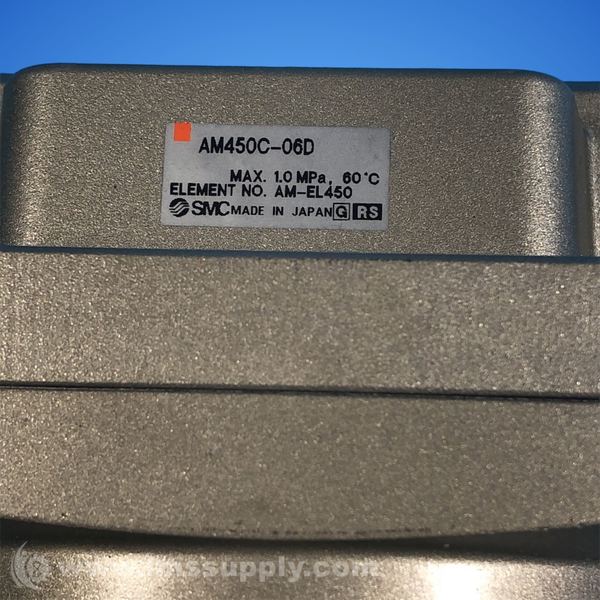 AM450C-06D
MAX. 1.0 MPa, 60°C
ELEMENT NO. AM-EL450
SMC MADE IN JAPAN G RS